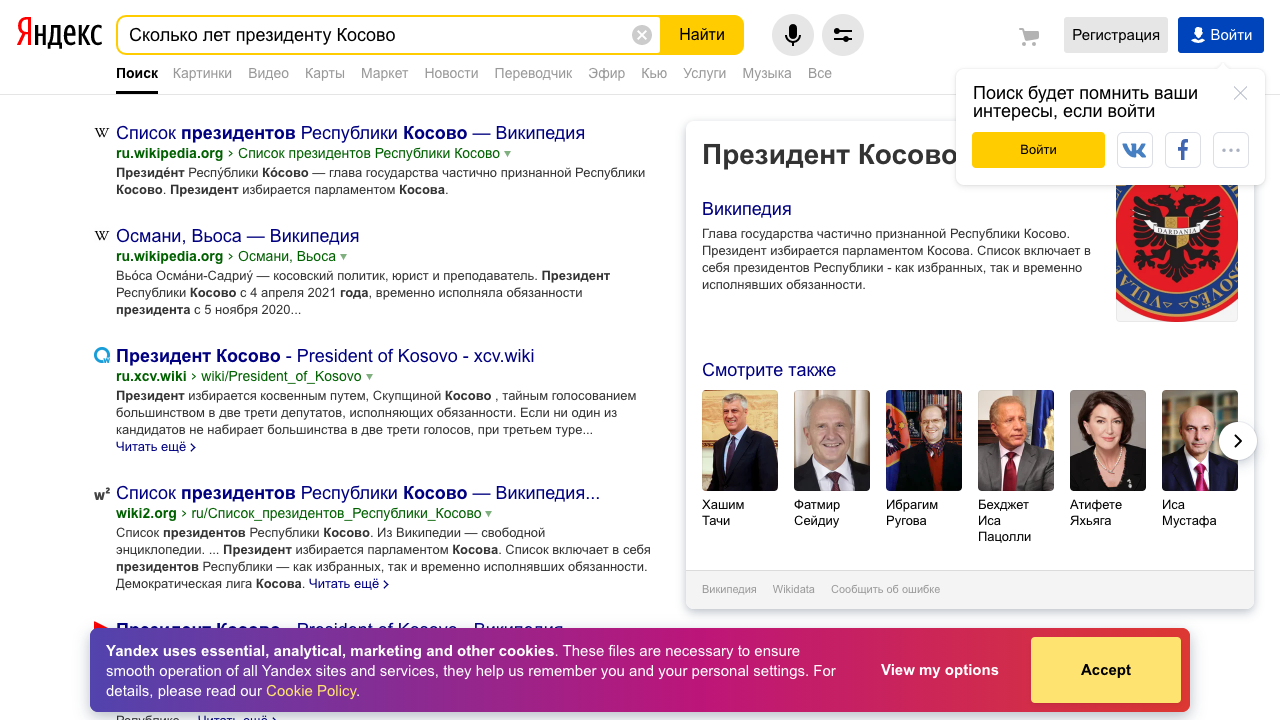 Яндекс
Сколько лет президенту Косово
Найти
Регистрация
Войти
Поиск Картинки Видео Карты Маркет Новости Переводчик Эфир Кью Услуги Музыка Все
Поиск будет помнить ваши
интересы, если войти
Войти
Список президентов Республики Косово — Википедия
ru.wikipedia.org › Список президентов Республики Косово
Президе́нт Респу́блики Ко́сово — глава государства частично признанной Республики
Косово. Президент избирается парламентом Косова.
Османи, Вьоса — Википедия
ru.wikipedia.org › Османи, Вьоса
Вьо́са Осма́ни-Садриу́ — косовский политик, юрист и преподаватель. Президент
Республики Косово с 4 апреля 2021 года, временно исполняла обязанности
президента с 5 ноября 2020...
Президент Косово - President of Kosovo - xcv.wiki
ru.xcv.wiki › wiki/President_of_Kosovo
Президент избирается косвенным путем, Скупщиной Косово , тайным голосованием
большинством в две трети депутатов, исполняющих обязанности. Если ни один из
кандидатов не набирает большинства в две трети голосов, при третьем туре...
Читать ещё ›
Список президентов Республики Косово — Википедия...
wiki2.org › ru/Список_президентов_Республики_Косово
Список президентов Республики Косово. Из Википедии — свободной
энциклопедии. ... Президент избирается парламентом Косова. Список включает в себя
президентов Республики — как избранных, так и временно исполнявших обязанности.
Демократическая лига Косова. Читать ещё ›
Президент Косово - President of Kosovo - Википедия
Президент Косово
Википедия
Глава государства частично признанной Республики Косово.
Президент избирается парламентом Косова. Список включает в
себя президентов Республики - как избранных, так и временно
исполнявших обязанности.
DARDANIA
Смотрите также
Хашим
Тачи
Фатмир
Сейдиу
Ибрагим
Ругова
Бехджет
Иса
Пацолли
Атифете
Яхьяга
Иса
Мустафа
Википедия Wikidata Сообщить об ошибке
Yandex uses essential, analytical, marketing and other cookies. These files are necessary to ensure
smooth operation of all Yandex sites and services, they help us remember you and your personal settings. For
details, please read our Cookie Policy.
View my options
Accept
Читать ещё ›